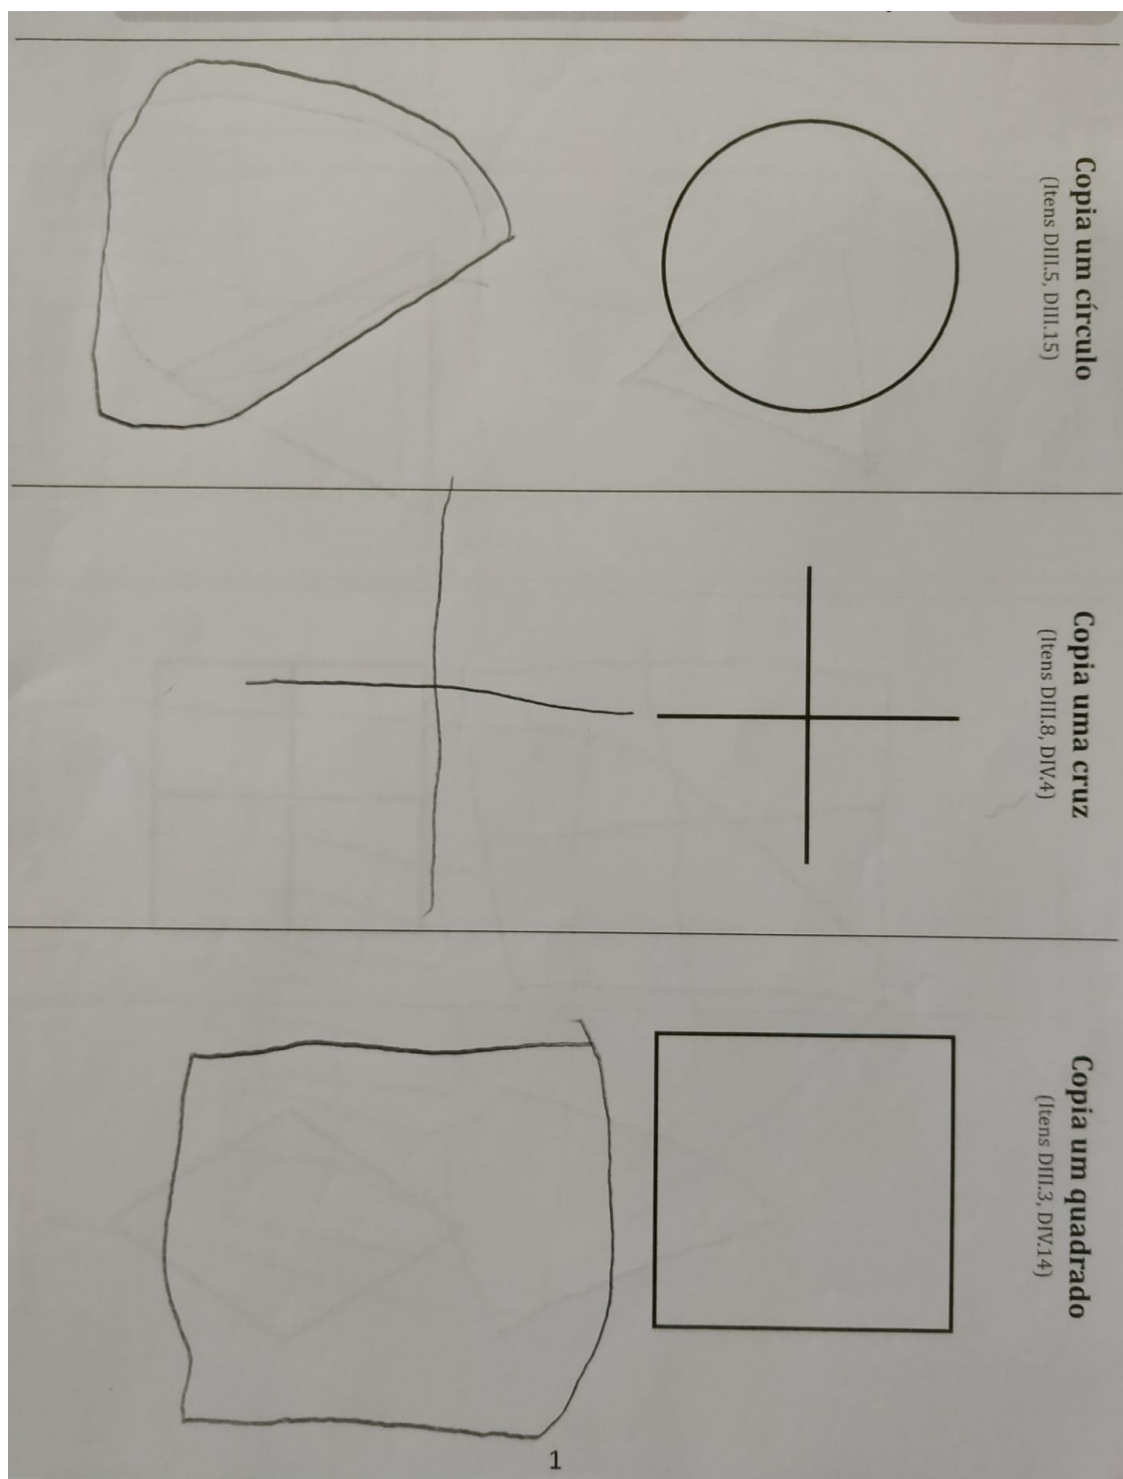 Copia um círculo
(Itens DIII.5, DIII.15)
Copia uma cruz
(Itens DIII.8, DIV.4)
Copia um quadrado
(Itens DIII.3, DIV.14)
1